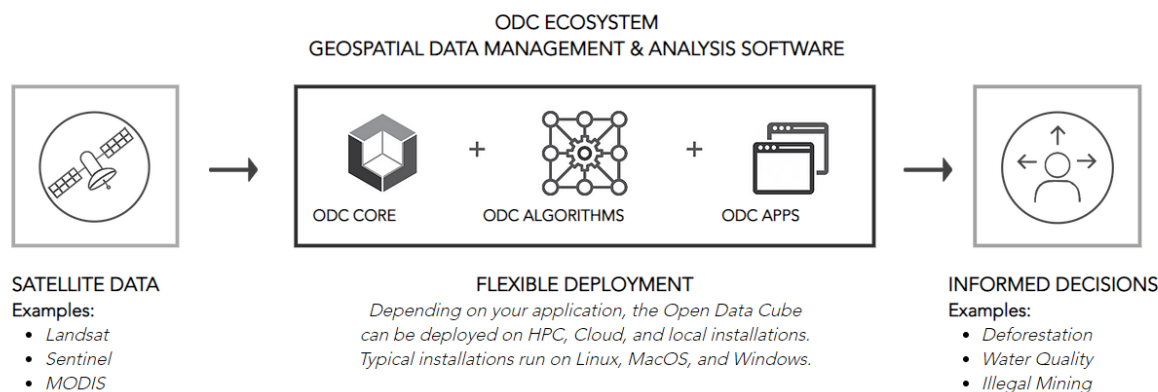 ODC ECOSYSTEM
GEOSPATIAL DATA MANAGEMENT & ANALYSIS SOFTWARE
+
+
ODC CORE
ODC ALGORITHMS
ODC APPS
SATELLITE DATA
Examples:
• Landsat
• Sentinel
• MODIS
FLEXIBLE DEPLOYMENT
Depending on your application, the Open Data Cube
can be deployed on HPC, Cloud, and local installations.
Typical installations run on Linux, MacOS, and Windows.
INFORMED DECISIONS
Examples:
• Deforestation
• Water Quality
• Illegal Mining